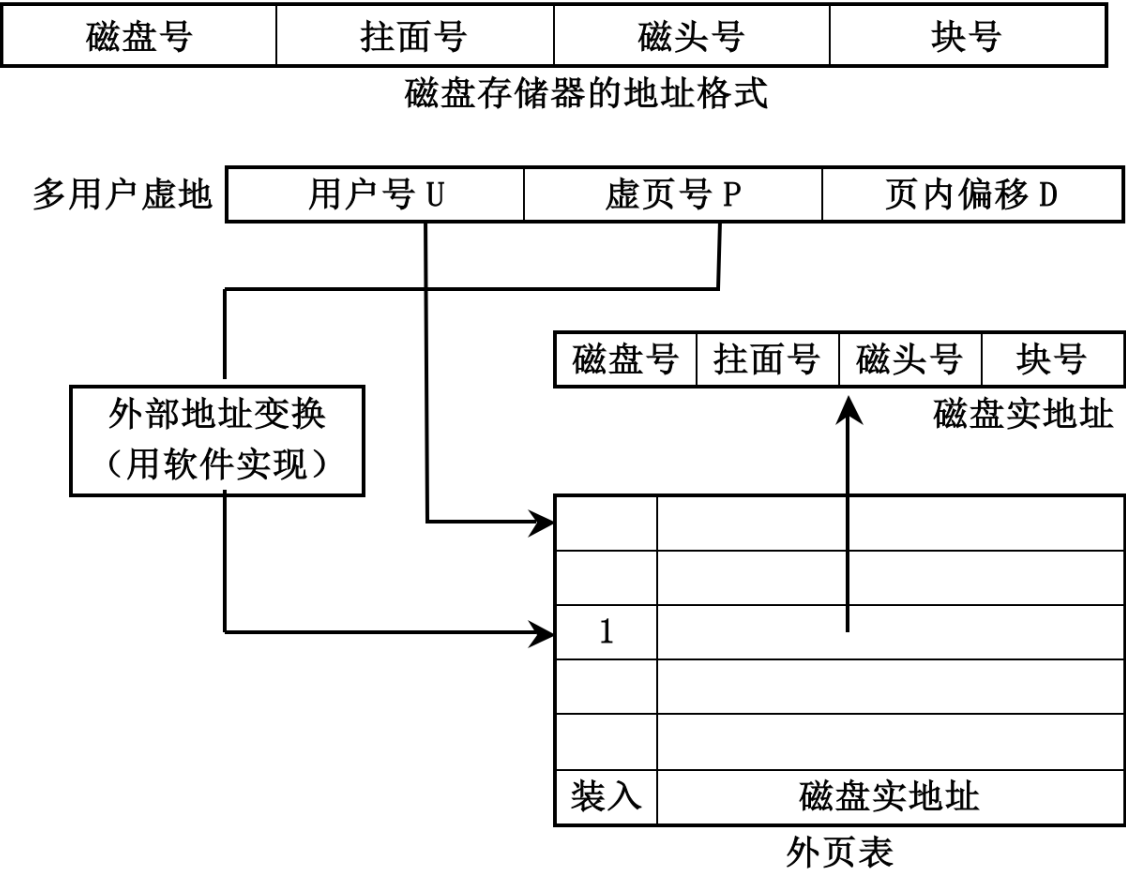 磁盘号 拄面号 磁头号 块号
磁盘存储器的地址格式
多用户虚地 用户号 U 虚页号 P 页内偏移 D
磁盘号 拄面号 磁头号 块号
磁盘实地址
外部地址变换
（用软件实现）
1
装入 磁盘实地址
外页表